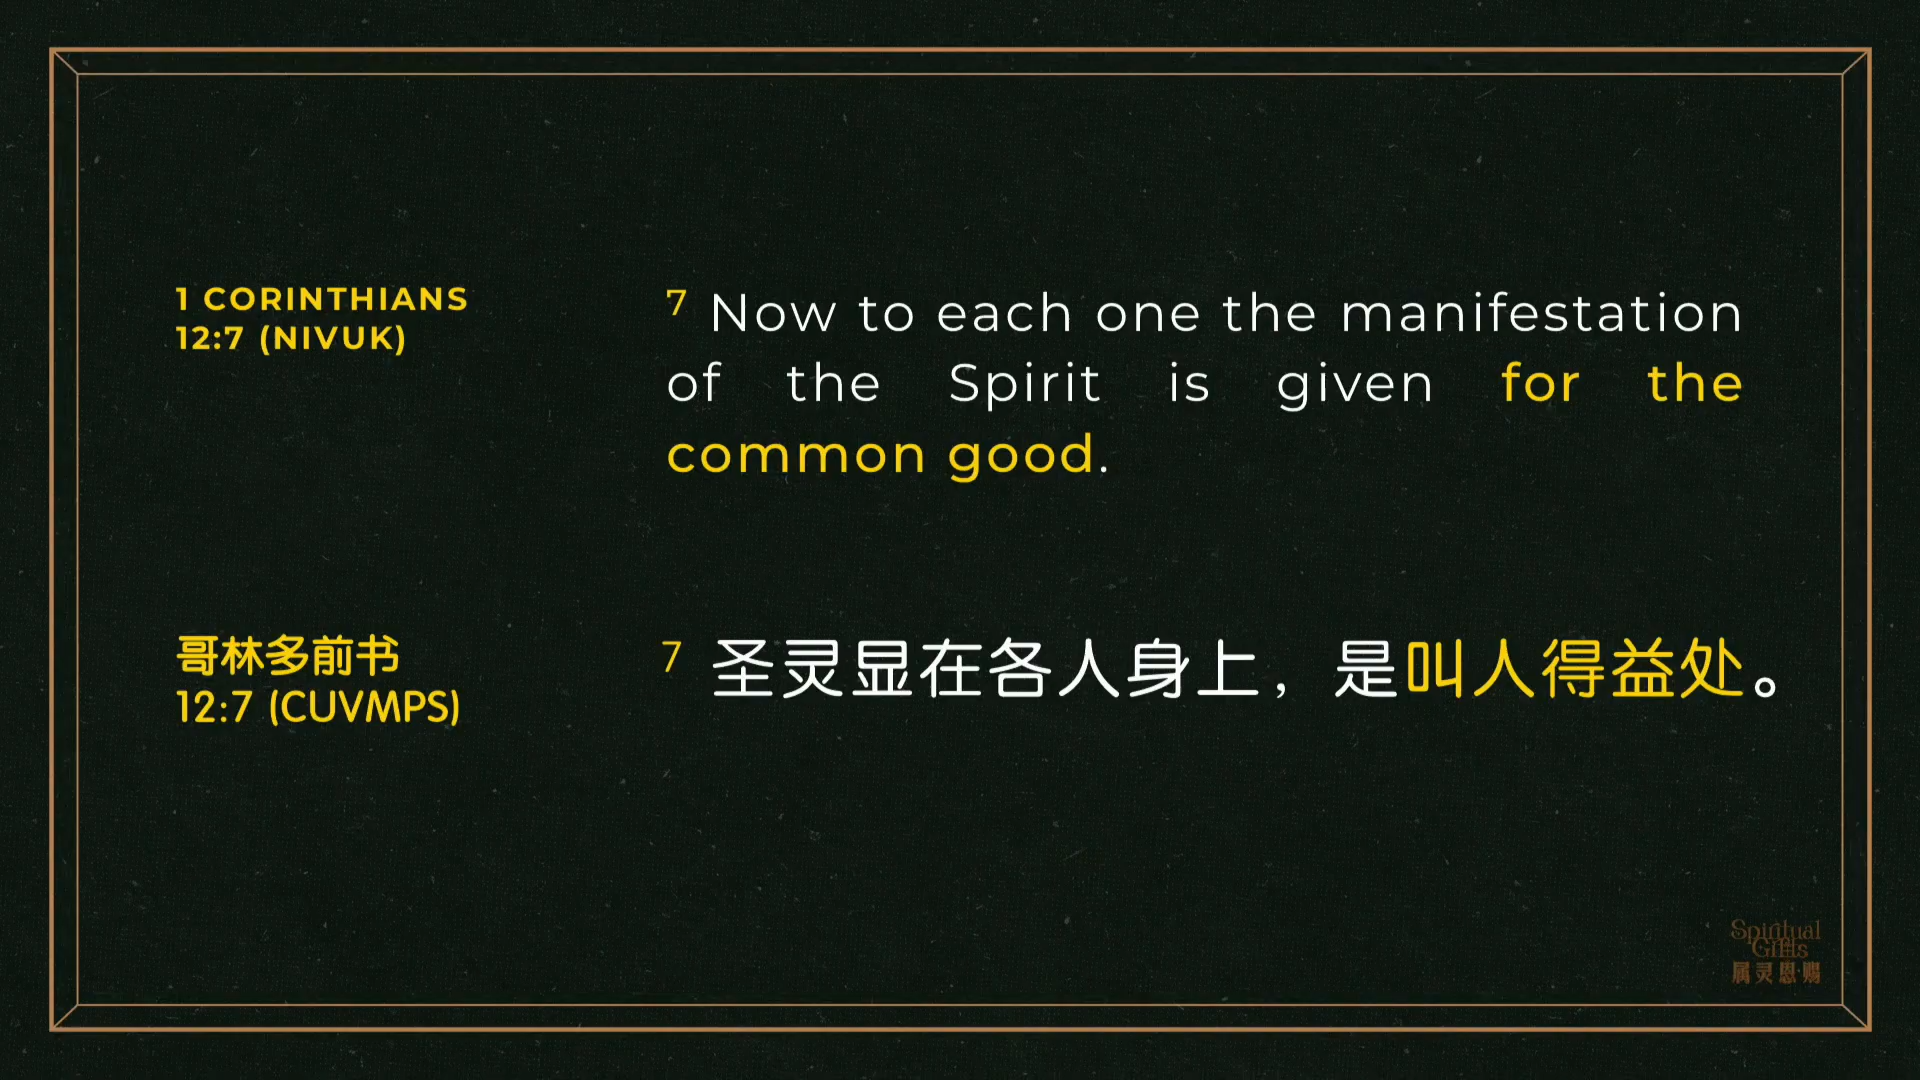 1 CORINTHIANS
12:7 (NIVUK)
7 Now to each one the manifestation
of the Spirit is given for the
common good.
哥林多前书
12:7 (CUVMPS)
7 圣灵显在各人身上，是叫人得益处。
Spiritual
Gifts
属灵恩赐